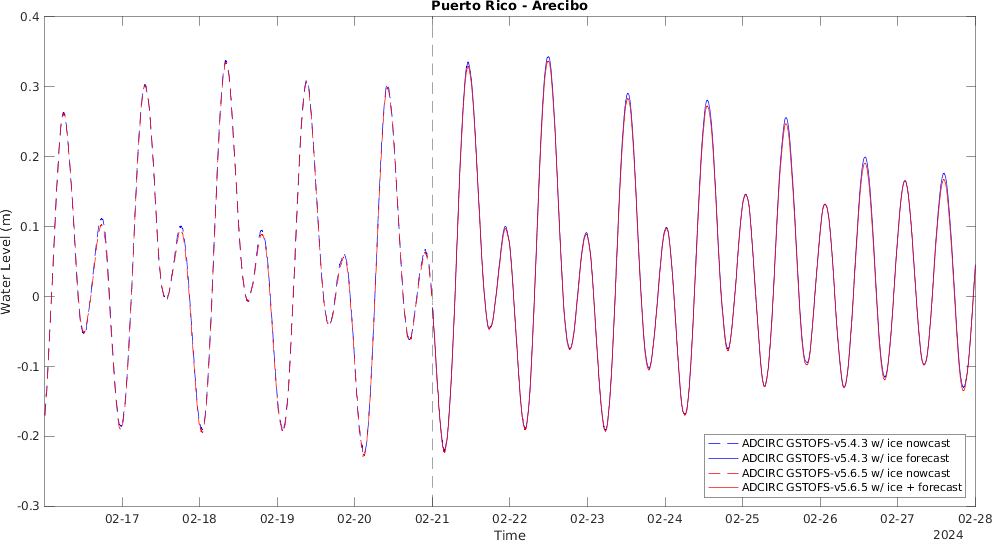 Puerto Rico - Arecibo
0.4
0.3
0.2
0.1
0
-0.1
-0.2
-0.3
Water Level (m)
02-17 02-18 02-19 02-20 02-21 02-22 02-23 02-24 02-25 02-26 02-27 02-28
Time
2024
ADCIRC GSTOFS-v5.4.3 w/ ice nowcast
ADCIRC GSTOFS-v5.4.3 w/ ice forecast
ADCIRC GSTOFS-v5.6.5 w/ ice nowcast
ADCIRC GSTOFS-v5.6.5 w/ ice + forecast